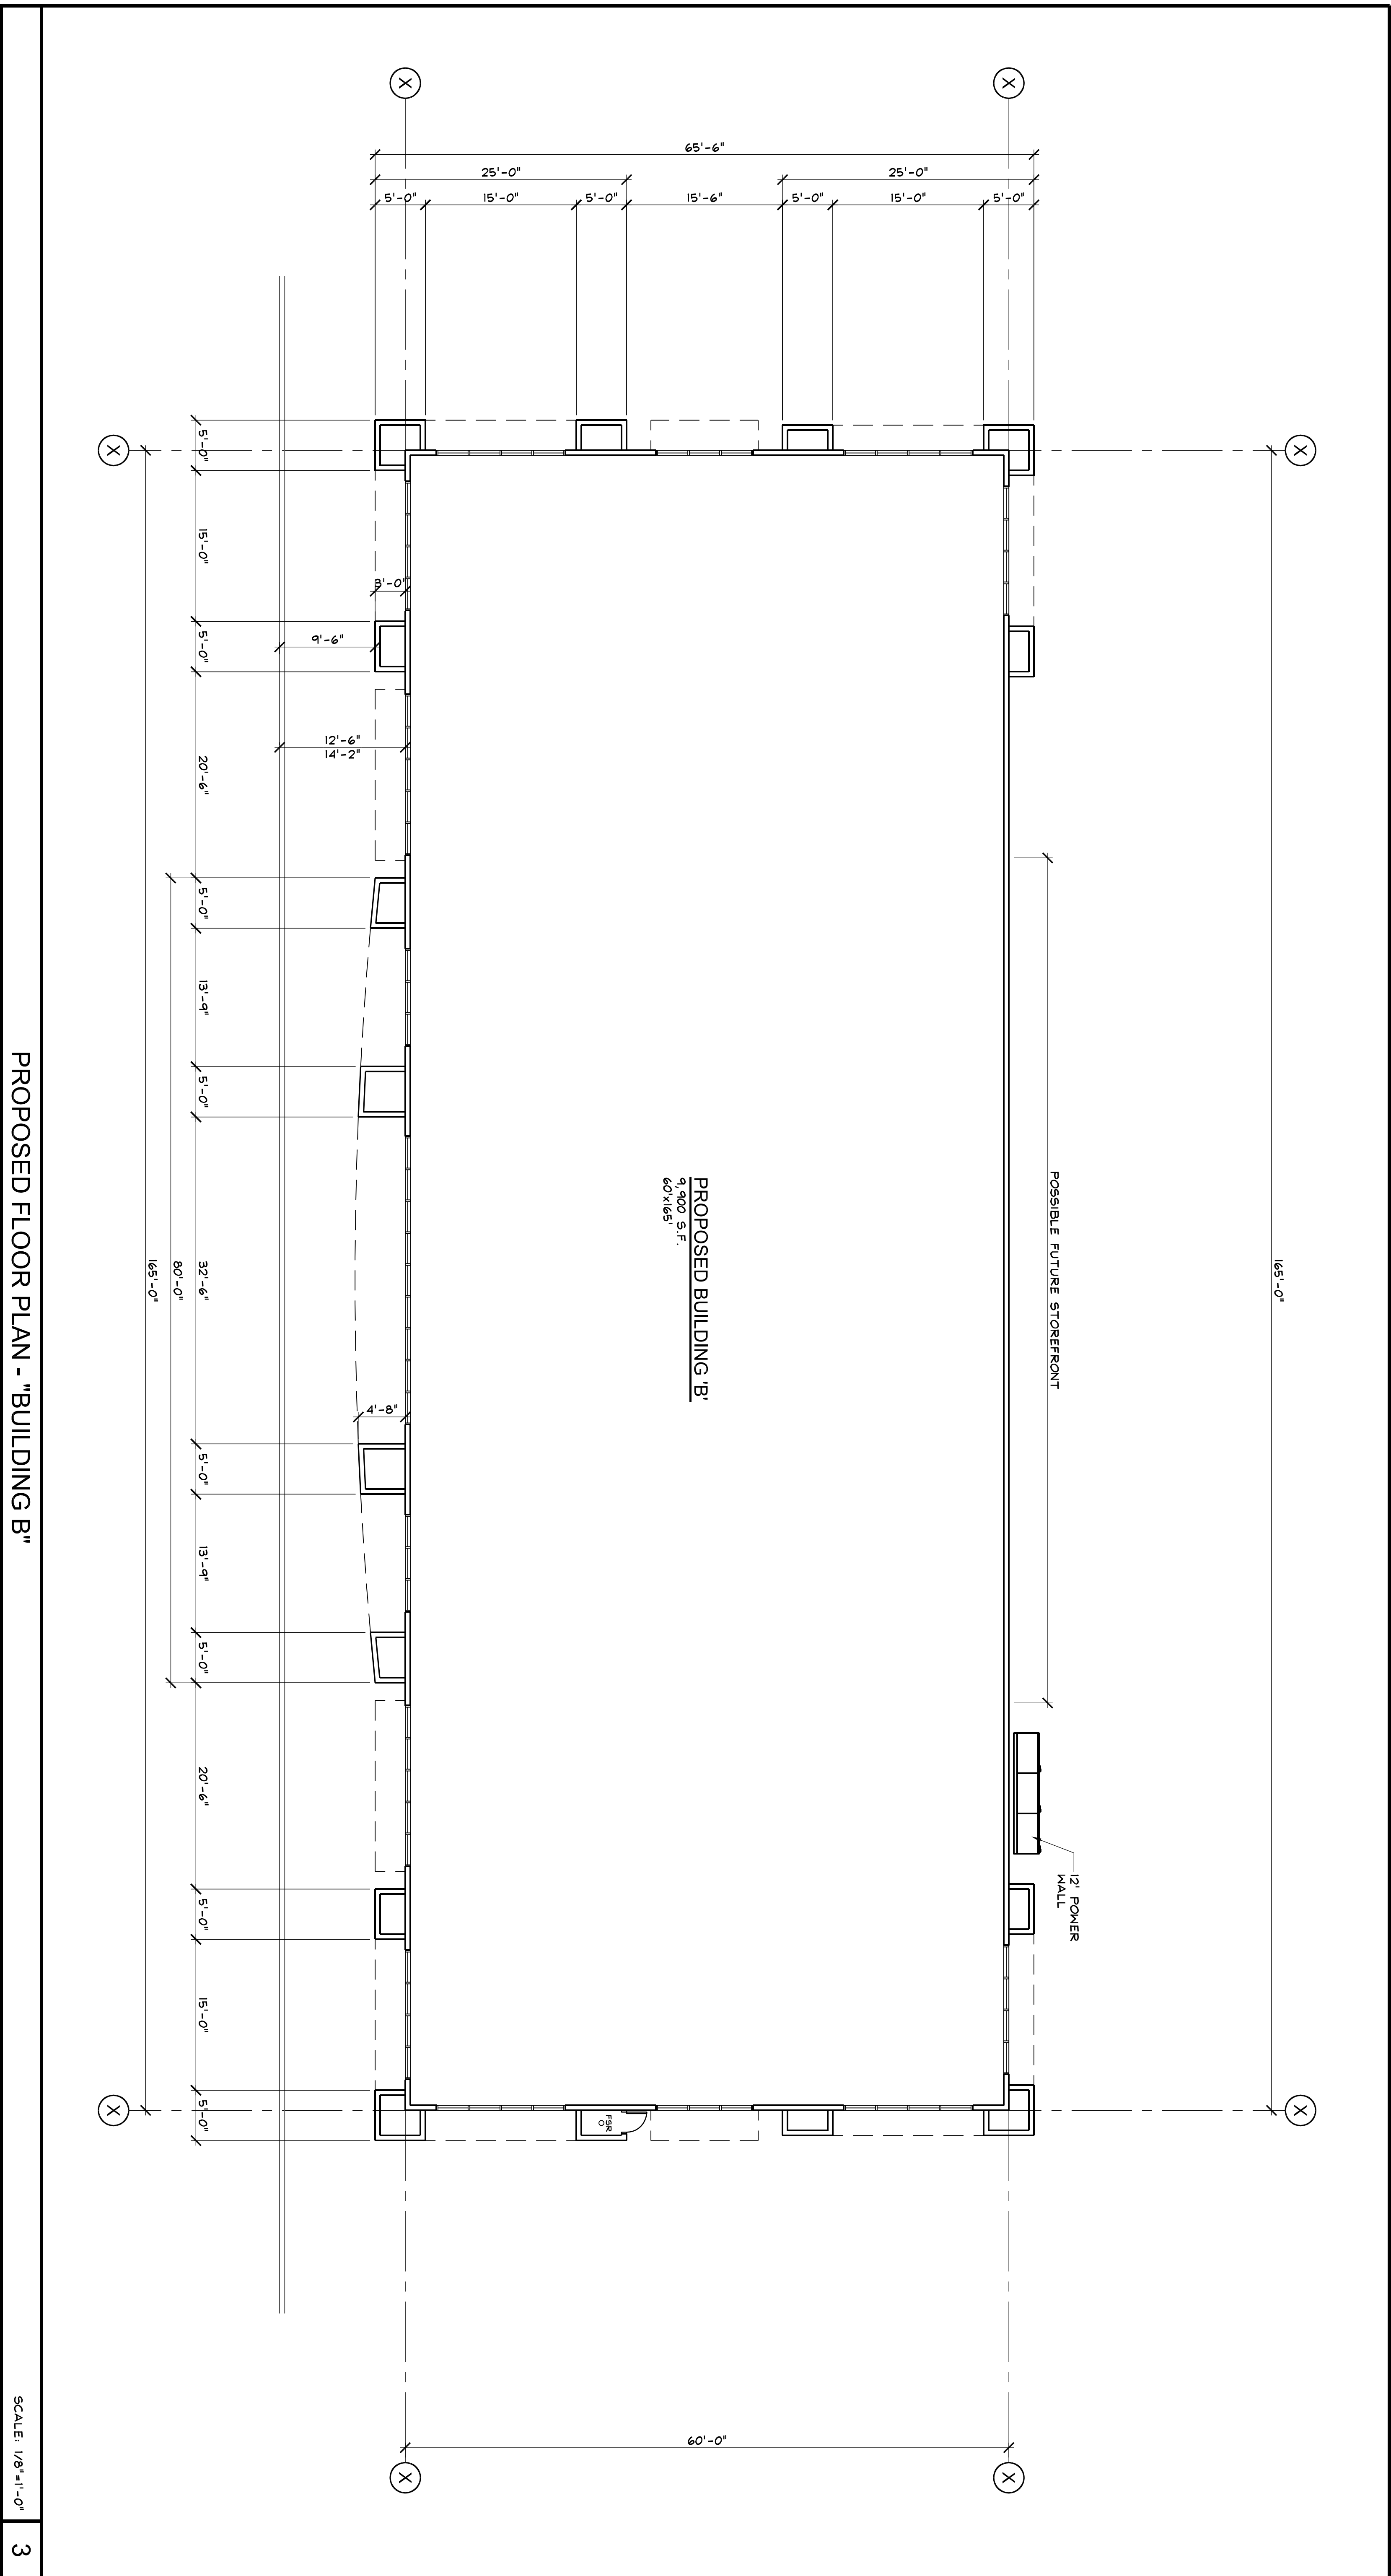 X
X
165'-0"
POSSIBLE FUTURE STOREFRONT
12' POWER
WALL
65'-6"
25'-0"
25'-0"
5'-0"
15'-0"
5'-0"
15'-6"
5'-0"
15'-0"
5'-0"
X
X
60'-0"
X
X
PROPOSED BUILDING 'B'
9,900 S.F.
60'x165'
FSR
3'-0"
9'-6"
12'-6"
14'-2"
4'-8"
5'-0"
15'-0"
5'-0"
20'-6"
5'-0"
13'-9"
5'-0"
32'-6"
5'-0"
13'-9"
5'-0"
20'-6"
5'-0"
15'-0"
5'-0"
80'-0"
165'-0"
X
X
PROPOSED FLOOR PLAN - "BUILDING B"
SCALE: 1/8"=1'-0"
3